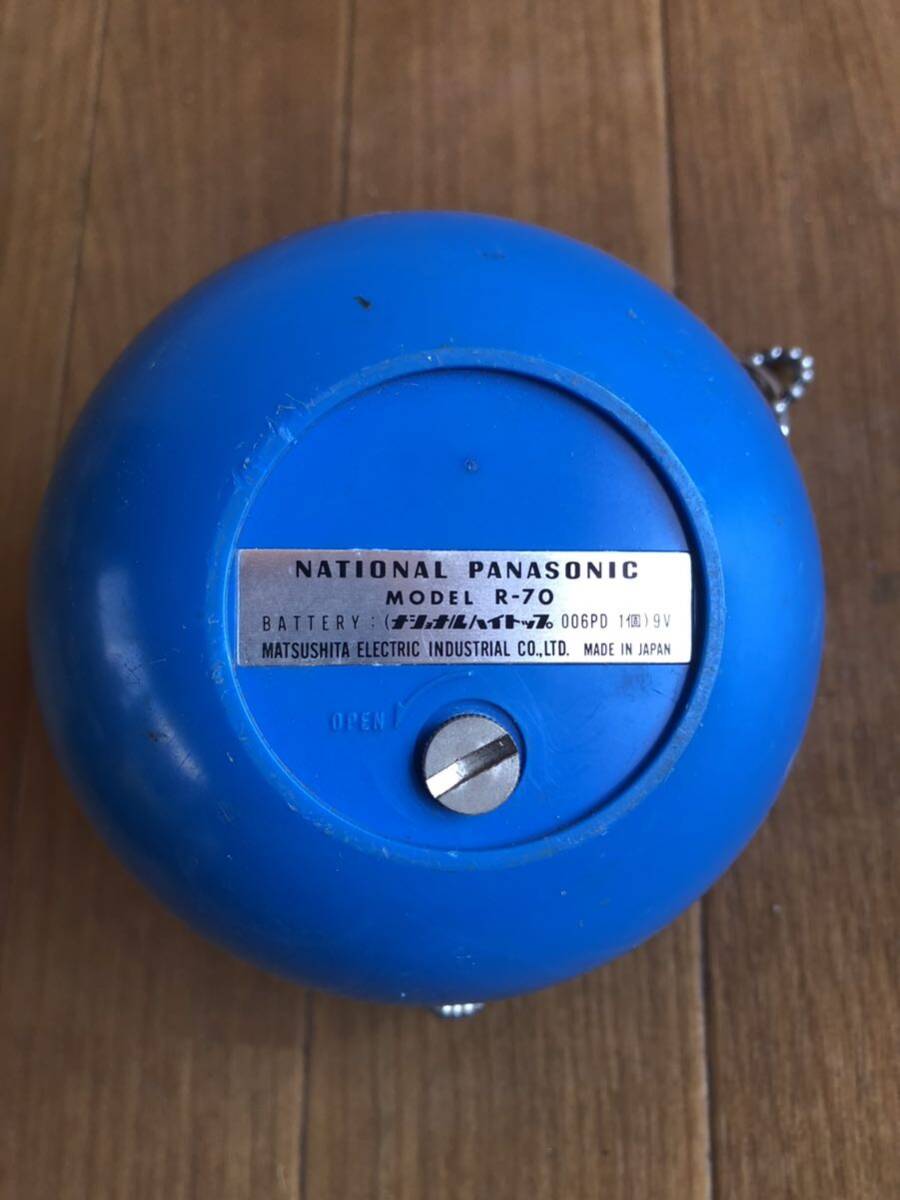 NATIONAL PANASONIC
MODEL R-70
BATTERY : (ナショナルハイトップ 006PD 1個) 9V
MATSUSHITA ELECTRIC INDUSTRIAL CO.,LTD. MADE IN JAPAN
OPEN